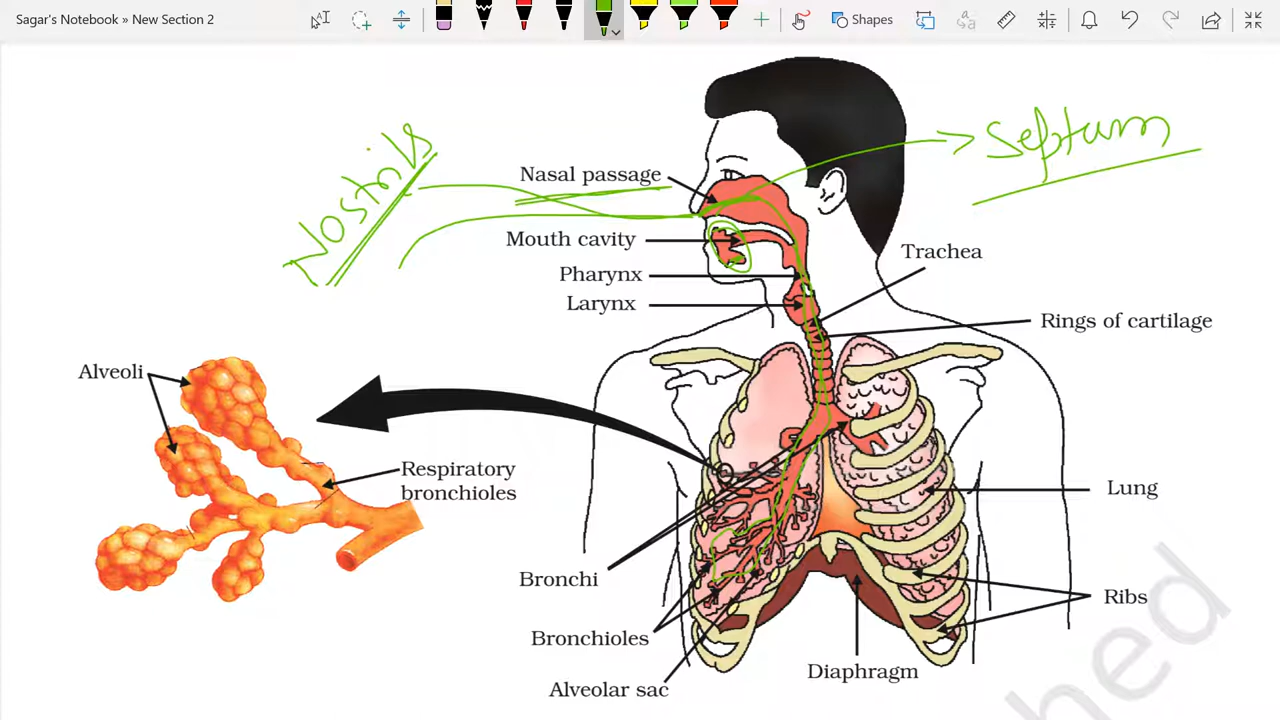 Sagar's Notebook » New Section 2
Shapes
Nostrils
Septum
Nasal passage
Mouth cavity
Pharynx
Larynx
Trachea
Rings of cartilage
Alveoli
Respiratory
bronchioles
Lung
Bronchi
Ribs
Bronchioles
Diaphragm
Alveolar sac